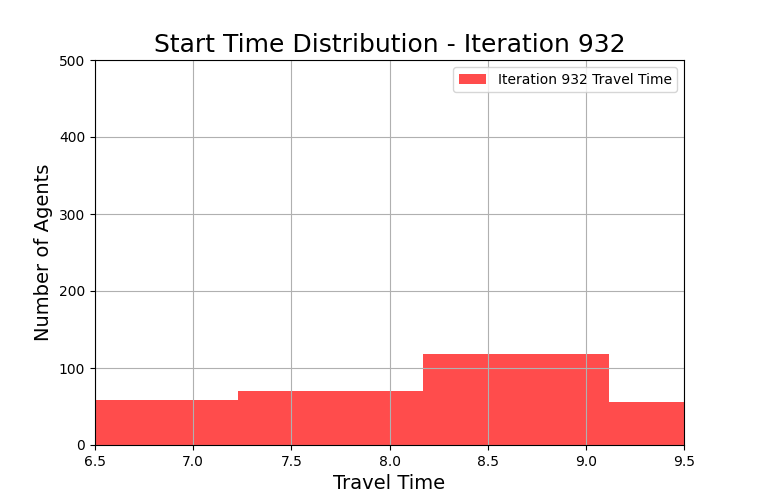 Start Time Distribution - Iteration 932
Iteration 932 Travel Time
Number of Agents
500
400
300
200
100
0
6.5 7.0 7.5 8.0 8.5 9.0 9.5
Travel Time